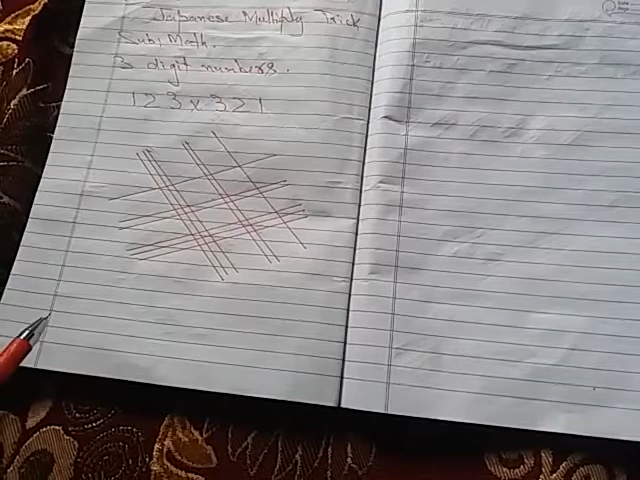 Japanese Multiply Trick
Sub, Math.
3 digit numbers.
123 x 321